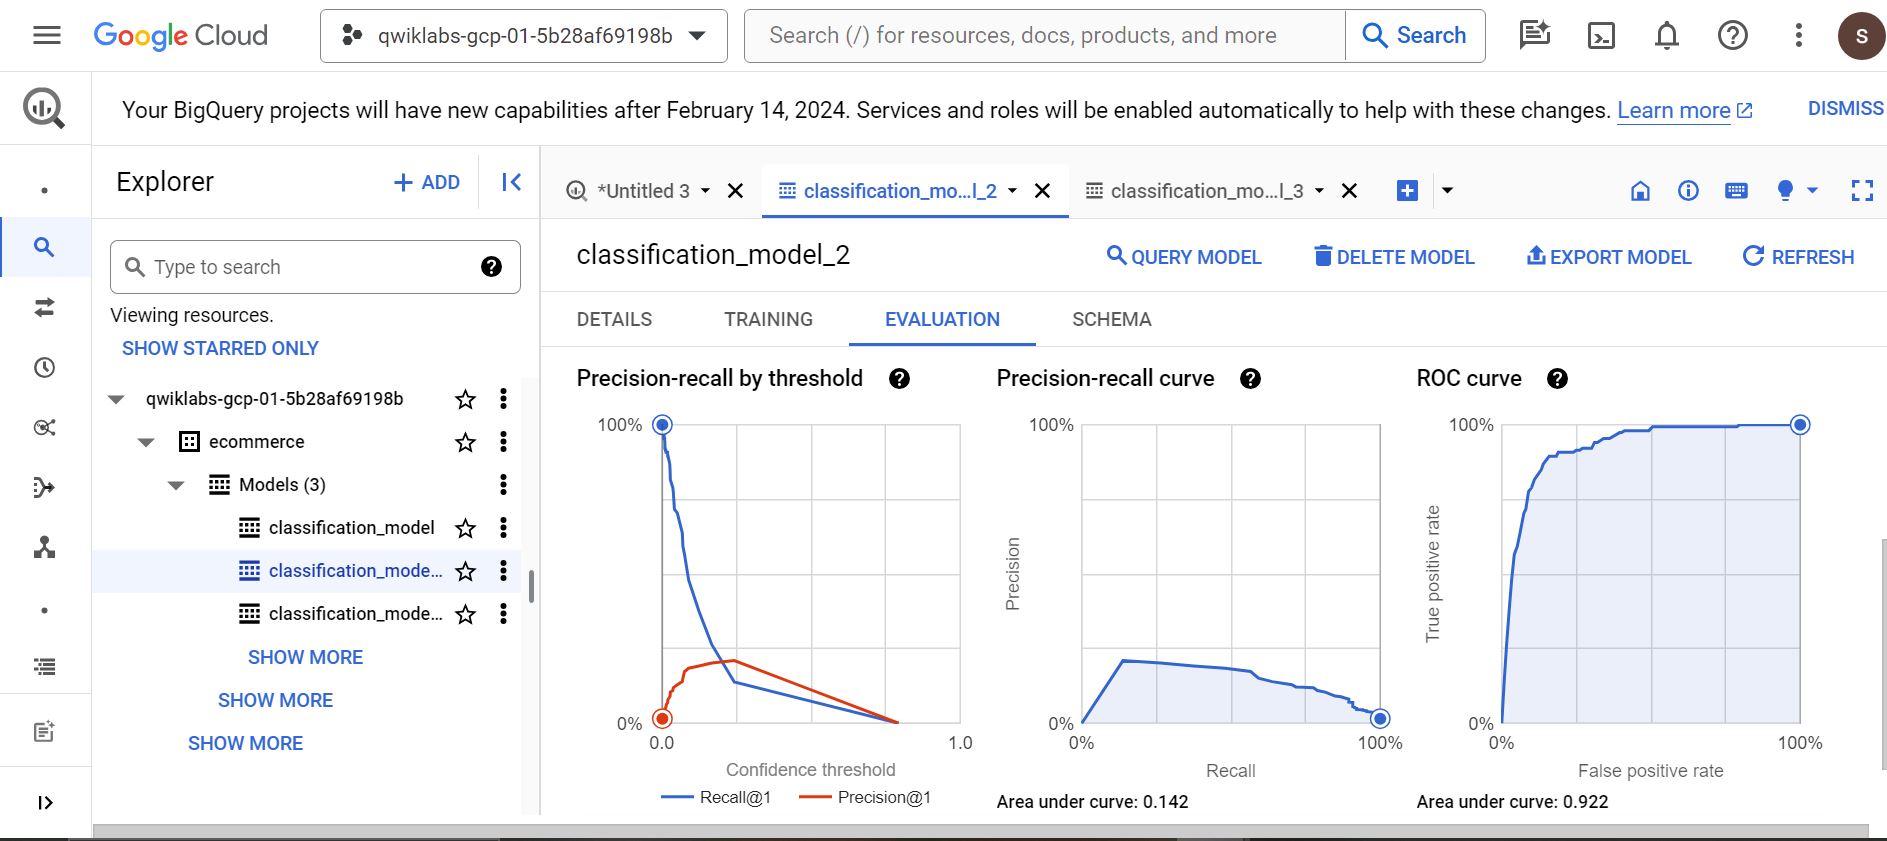 Google Cloud
qwiklabs-gcp-01-5b28af69198b
Search (/) for resources, docs, products, and more
Search
S
Your BigQuery projects will have new capabilities after February 14, 2024. Services and roles will be enabled automatically to help with these changes. Learn more
DISMISS
Explorer
+ ADD
*Untitled 3
classification_mo...l_2
classification_mo...l_3
Type to search
Viewing resources.
SHOW STARRED ONLY
qwiklabs-gcp-01-5b28af69198b
ecommerce
Models (3)
classification_model
classification_mode...
classification_mode...
SHOW MORE
SHOW MORE
SHOW MORE
classification_model_2
QUERY MODEL
DELETE MODEL
EXPORT MODEL
REFRESH
DETAILS
TRAINING
EVALUATION
SCHEMA
Precision-recall by threshold
100%
0%
0.0
1.0
Confidence threshold
Recall@1
Precision@1
Precision-recall curve
100%
Precision
0%
0%
100%
Recall
Area under curve: 0.142
ROC curve
100%
True positive rate
0%
0%
100%
False positive rate
Area under curve: 0.922